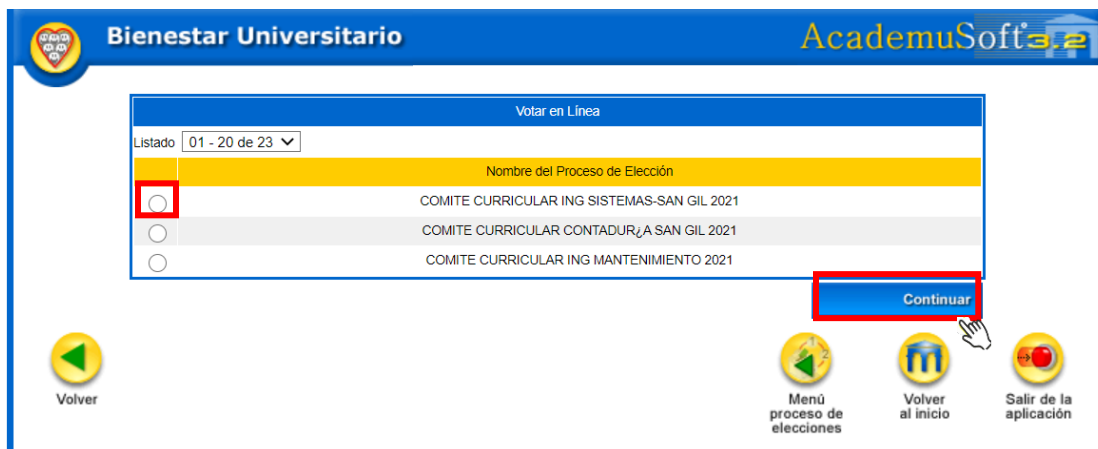 Bienestar Universitario
AcademuSoft 3.2
Votar en Línea
Listado 01 - 20 de 23
Nombre del Proceso de Elección
COMITE CURRICULAR ING SISTEMAS-SAN GIL 2021
COMITE CURRICULAR CONTADUR¿A SAN GIL 2021
COMITE CURRICULAR ING MANTENIMIENTO 2021
Continuar
Volver
Menú
proceso de
elecciones
Volver
al inicio
Salir de la
aplicación